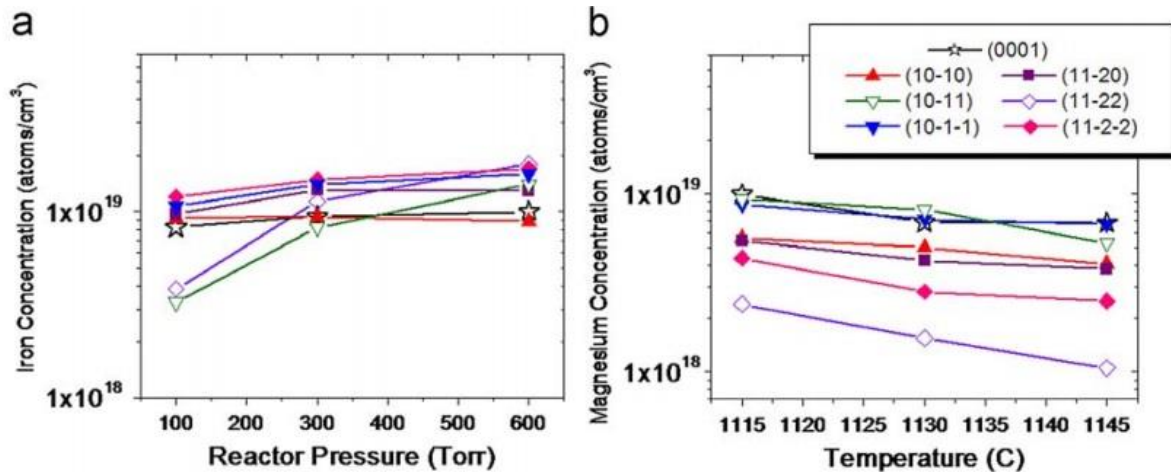 a
Iron Concentration (atoms/cm³)
1x10¹⁹
1x10¹⁸
100 200 300 400 500 600
Reactor Pressure (Torr)
b
Magnesium Concentration (atoms/cm³)
1x10¹⁹
1x10¹⁸
1115 1120 1125 1130 1135 1140 1145
Temperature (C)
(0001)
(10-10) (11-20)
(10-11) (11-22)
(10-1-1) (11-2-2)